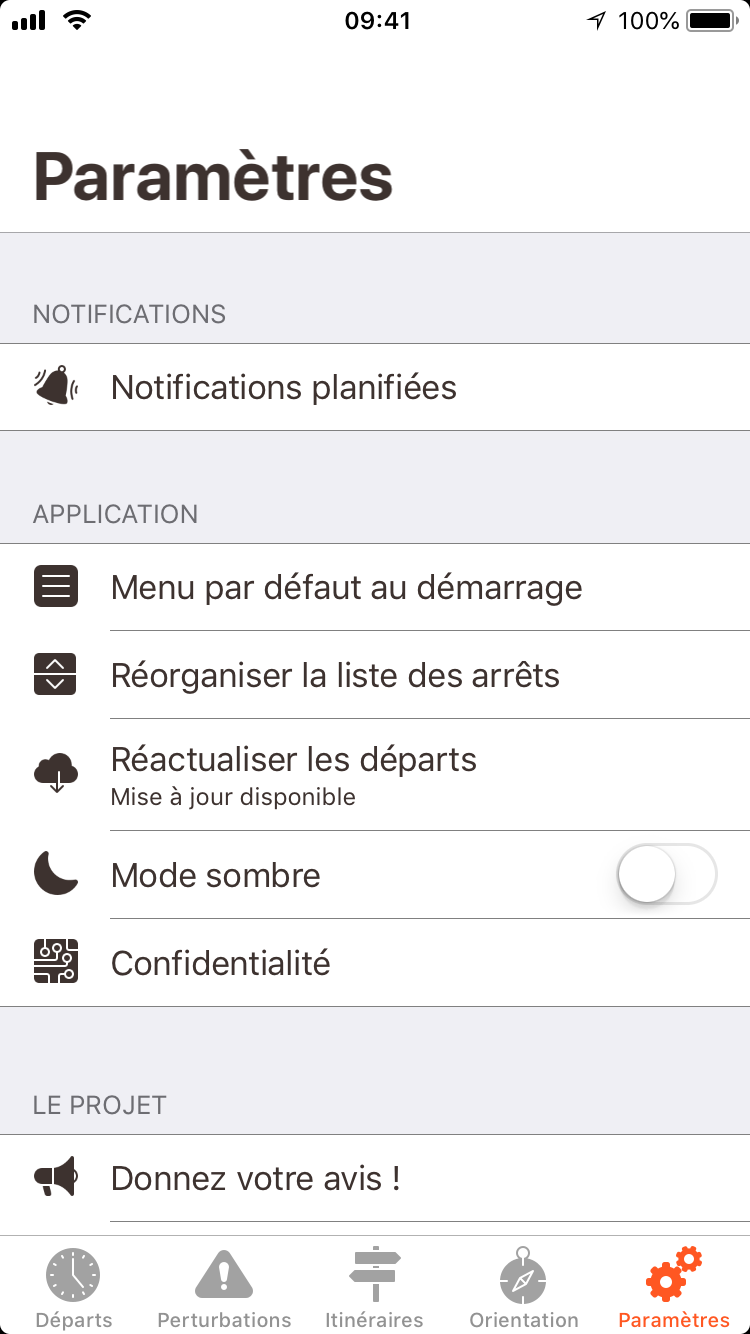 09:41
100%
Paramètres
NOTIFICATIONS
Notifications planifiées
APPLICATION
Menu par défaut au démarrage
Réorganiser la liste des arrêts
Réactualiser les départs
Mise à jour disponible
Mode sombre
Confidentialité
LE PROJET
Donnez votre avis !
Départs
Perturbations
Itinéraires
Orientation
Paramètres